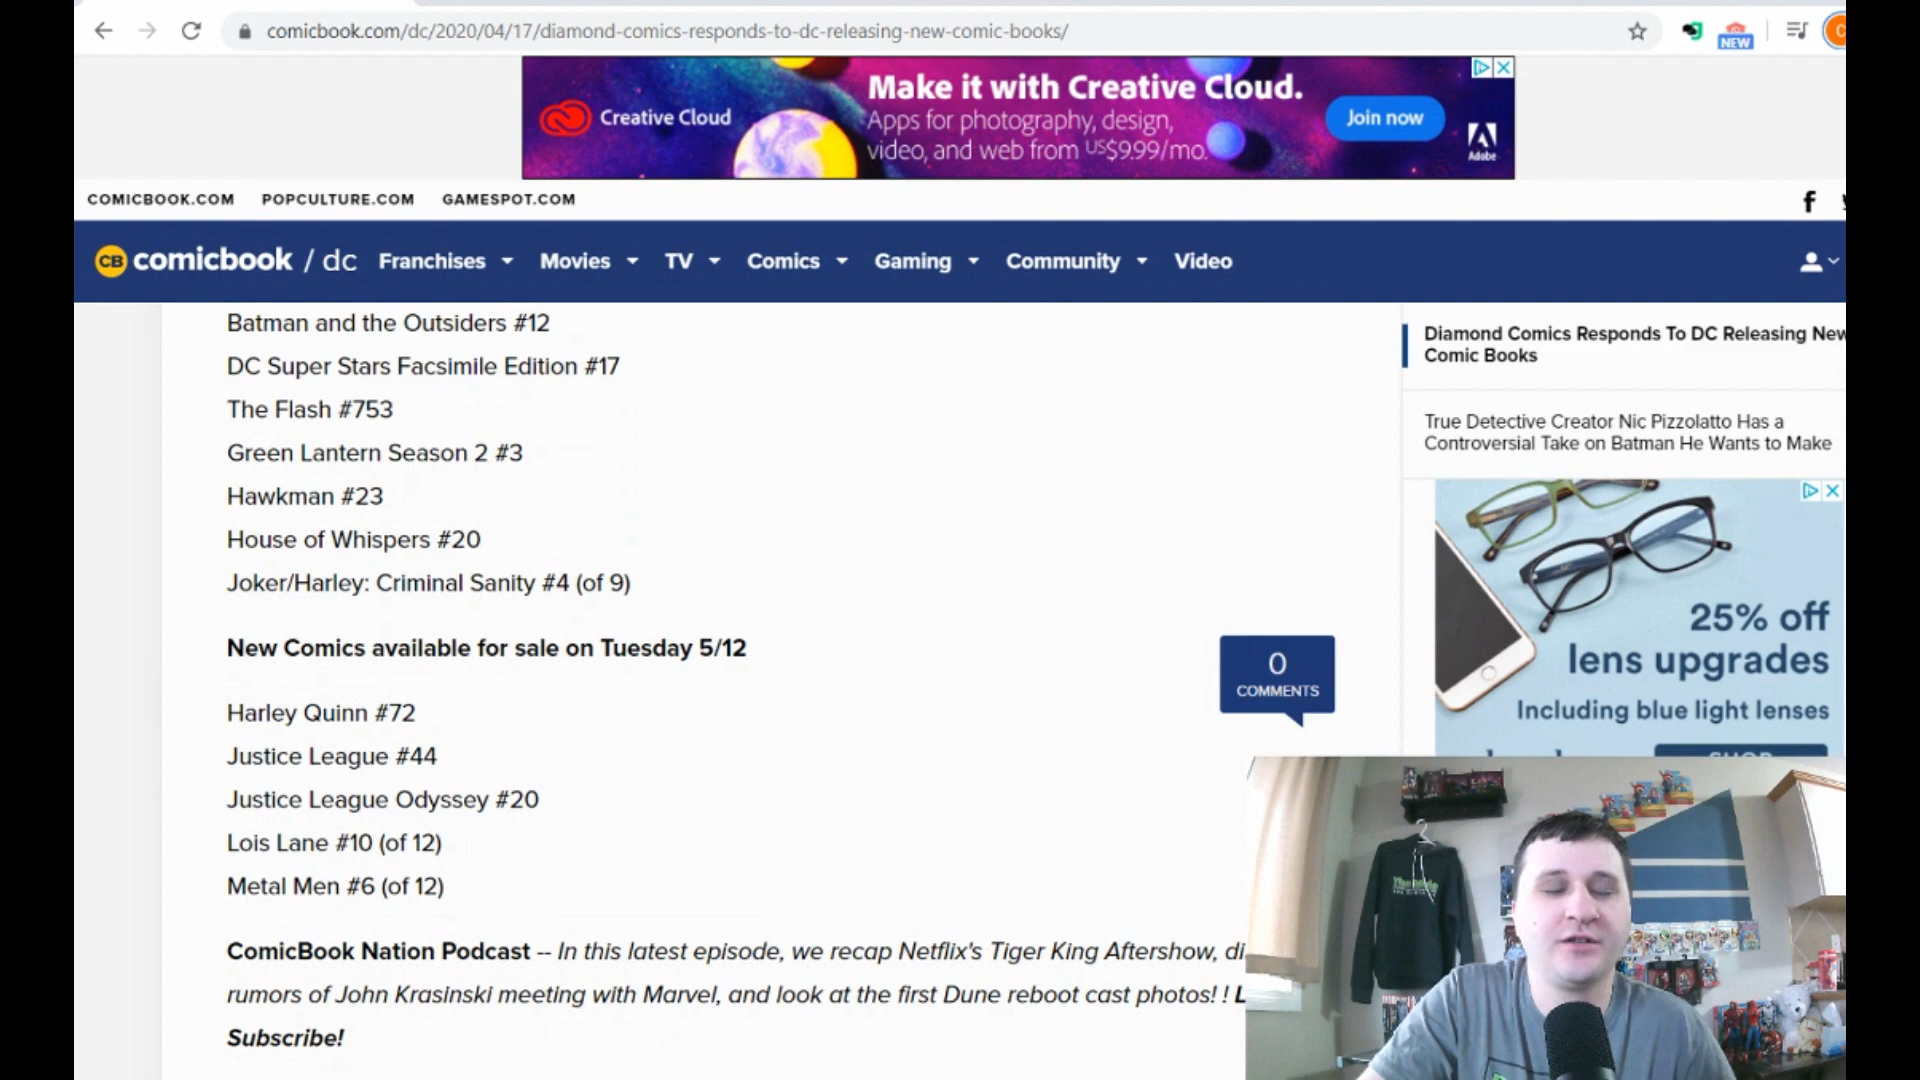 comicbook.com/dc/2020/04/17/diamond-comics-responds-to-dc-releasing-new-comic-books/
NEW
C
Creative Cloud
Make it with Creative Cloud.
Apps for photography, design,
video, and web from US$9.99/mo.
Join now
Adobe
COMICBOOK.COM POPCULTURE.COM GAMESPOT.COM
CB comicbook / dc Franchises Movies TV Comics Gaming Community Video
Batman and the Outsiders #12
DC Super Stars Facsimile Edition #17
The Flash #753
Green Lantern Season 2 #3
Hawkman #23
House of Whispers #20
Joker/Harley: Criminal Sanity #4 (of 9)
New Comics available for sale on Tuesday 5/12
Harley Quinn #72
Justice League #44
Justice League Odyssey #20
Lois Lane #10 (of 12)
Metal Men #6 (of 12)
ComicBook Nation Podcast -- In this latest episode, we recap Netflix's Tiger King Aftershow, di
rumors of John Krasinski meeting with Marvel, and look at the first Dune reboot cast photos! ! L
Subscribe!
0
COMMENTS
Diamond Comics Responds To DC Releasing New
Comic Books
True Detective Creator Nic Pizzolatto Has a
Controversial Take on Batman He Wants to Make
25% off
lens upgrades
Including blue light lenses
SHOP